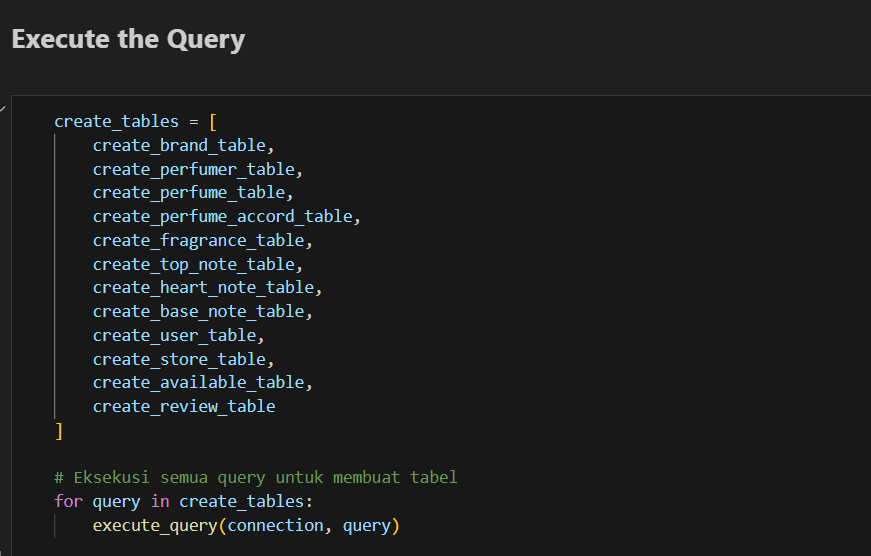 Execute the Query
create_tables = [
create_brand_table,
create_perfumer_table,
create_perfume_table,
create_perfume_accord_table,
create_fragrance_table,
create_top_note_table,
create_heart_note_table,
create_base_note_table,
create_user_table,
create_store_table,
create_available_table,
create_review_table
]
# Eksekusi semua query untuk membuat tabel
for query in create_tables:
execute_query(connection, query)